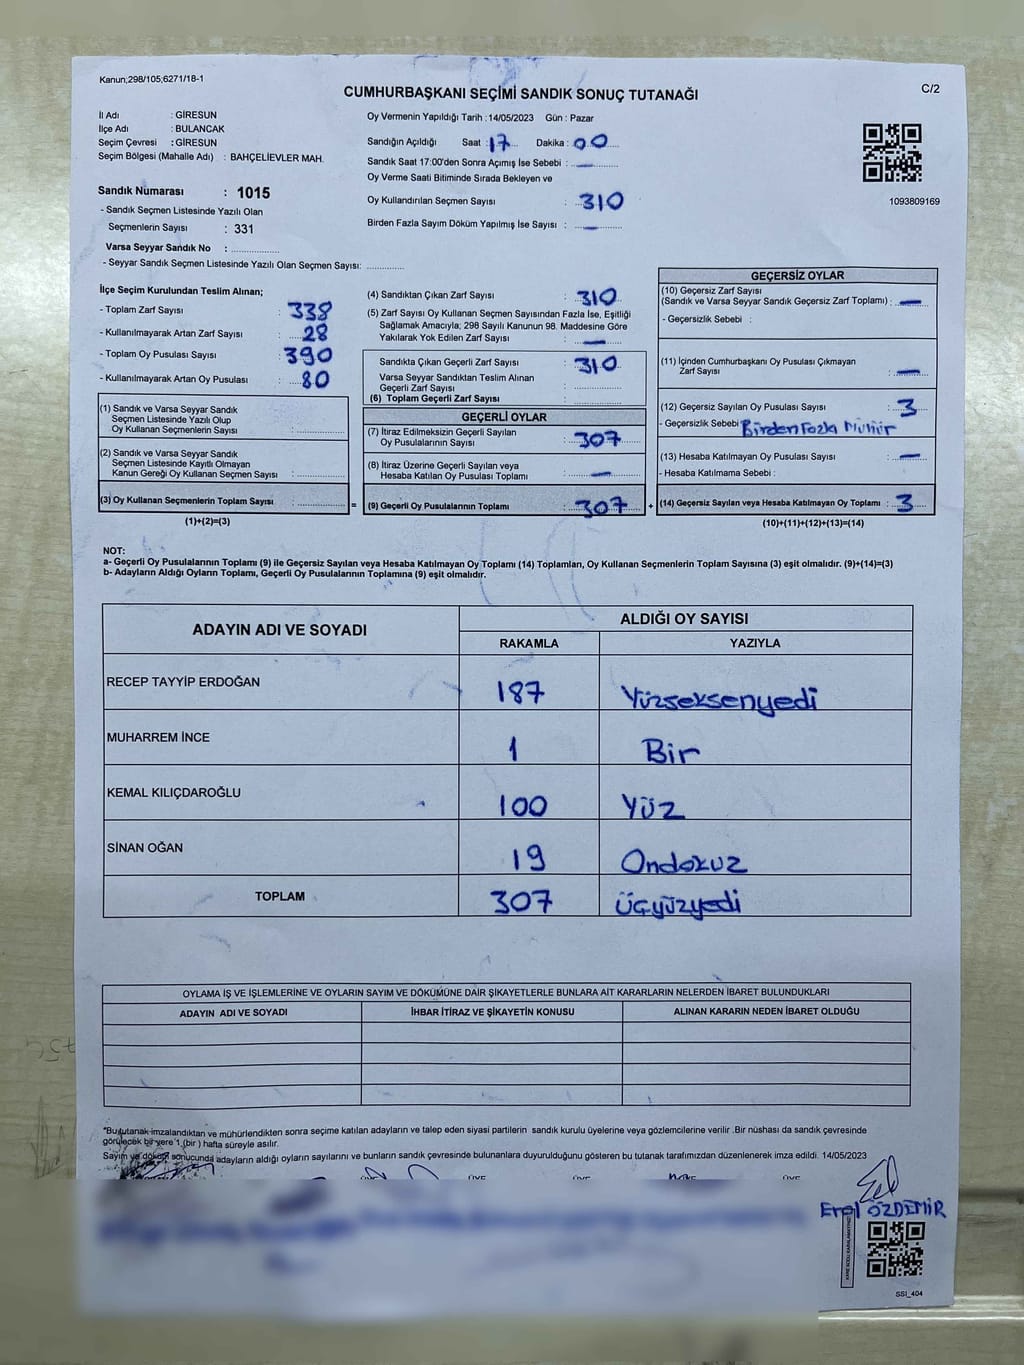 Kanun;298/105,6271/18-1
C/2
CUMHURBAŞKANI SEÇİMİ SANDIK SONUÇ TUTANAĞI
İl Adı : GİRESUN
İlçe Adı : BULANCAK
Seçim Çevresi : GİRESUN
Seçim Bölgesi (Mahalle Adı) : BAHÇELİEVLER MAH.
Sandık Numarası : 1015
- Sandık Seçmen Listesinde Yazılı Olan
Seçmenlerin Sayısı : 331
Varsa Seyyar Sandık No :
- Seyyar Sandık Seçmen Listesinde Yazılı Olan Seçmen Sayısı:
Oy Vermenin Yapıldığı Tarih :14/05/2023 Gün : Pazar
Sandığın Açıldığı Saat : 17 Dakika : 00
Sandık Saat 17:00'den Sonra Açımış İse Sebebi : —
Oy Verme Saati Bitiminde Sırada Bekleyen ve
Oy Kullandırılan Seçmen Sayısı : 310
Birden Fazla Sayım Döküm Yapılmış İse Sayısı : —
1093809169
İlçe Seçim Kurulundan Teslim Alınan;
- Toplam Zarf Sayısı : 338
- Kullanılmayarak Artan Zarf Sayısı : 28
- Toplam Oy Pusulası Sayısı : 390
- Kullanılmayarak Artan Oy Pusulası : 80
(1) Sandık ve Varsa Seyyar Sandık
Seçmen Listesinde Yazılı Olup
Oy Kullanan Seçmenlerin Sayısı :
(2) Sandık ve Varsa Seyyar Sandık
Seçmen Listesinde Kayıtlı Olmayan
Kanun Gereği Oy Kullanan Seçmen Sayısı :
(3) Oy Kullanan Seçmenlerin Toplam Sayısı :
(1)+(2)=(3)
=
(4) Sandıktan Çıkan Zarf Sayısı : 310
(5) Zarf Sayısı Oy Kullanan Seçmen Sayısından Fazla İse, Eşitliği
Sağlamak Amacıyla; 298 Sayılı Kanunun 98. Maddesine Göre
Yakılarak Yok Edilen Zarf Sayısı : —
Sandıkta Çıkan Geçerli Zarf Sayısı : 310
Varsa Seyyar Sandıktan Teslim Alınan
Geçerli Zarf Sayısı :
(6) Toplam Geçerli Zarf Sayısı :
GEÇERLİ OYLAR
(7) İtiraz Edilmeksizin Geçerli Sayılan
Oy Pusulalarının Sayısı : 307
(8) İtiraz Üzerine Geçerli Sayılan veya
Hesaba Katılan Oy Pusulası Toplamı : —
(9) Geçerli Oy Pusulalarının Toplamı : 307
+
GEÇERSİZ OYLAR
(10) Geçersiz Zarf Sayısı
(Sandık ve Varsa Seyyar Sandık Geçersiz Zarf Toplamı) : —
- Geçersizlik Sebebi :
(11) İçinden Cumhurbaşkanı Oy Pusulası Çıkmayan
Zarf Sayısı : —
(12) Geçersiz Sayılan Oy Pusulası Sayısı : 3
- Geçersizlik Sebebi : Birden Fazla Mühür
(13) Hesaba Katılmayan Oy Pusulası Sayısı : —
- Hesaba Katılmama Sebebi :
(14) Geçersiz Sayılan veya Hesaba Katılmayan Oy Toplamı : 3
(10)+(11)+(12)+(13)=(14)
NOT:
a- Geçerli Oy Pusulalarının Toplamı (9) ile Geçersiz Sayılan veya Hesaba Katılmayan Oy Toplamı (14) Toplamları, Oy Kullanan Seçmenlerin Toplam Sayısına (3) eşit olmalıdır. (9)+(14)=(3)
b- Adayların Aldığı Oyların Toplamı, Geçerli Oy Pusulalarının Toplamına (9) eşit olmalıdır.
ADAYIN ADI VE SOYADI
ALDIĞI OY SAYISI
RAKAMLA YAZIYLA
RECEP TAYYİP ERDOĞAN 187 Yüzseksenyedi
MUHARREM İNCE 1 Bir
KEMAL KILIÇDAROĞLU 100 Yüz
SİNAN OĞAN 19 Ondokuz
TOPLAM 307 Üçyüzyedi
OYLAMA İŞ VE İŞLEMLERİNE VE OYLARIN SAYIM VE DÖKÜMÜNE DAİR ŞİKAYETLERLE BUNLARA AİT KARARLARIN NELERDEN İBARET BULUNDUKLARI
ADAYIN ADI VE SOYADI İHBAR İTİRAZ VE ŞİKAYETİN KONUSU ALINAN KARARIN NEDEN İBARET OLDUĞU
*Bu tutanak imzalandıktan ve mühürlendikten sonra seçime katılan adayların ve talep eden siyasi partilerin sandık kurulu üyelerine veya gözlemcilerine verilir .Bir nüshası da sandık çevresinde
görülecek bir yere 1 (bir ) hafta süreyle asılır.
Sayım ve döküm sonucunda adayların aldığı oyların sayılarını ve bunların sandık çevresinde bulunanlara duyurulduğunu gösteren bu tutanak tarafımızdan düzenlenerek imza edildi. 14/05/2023
Erol ÖZDEMİR
SSI_404